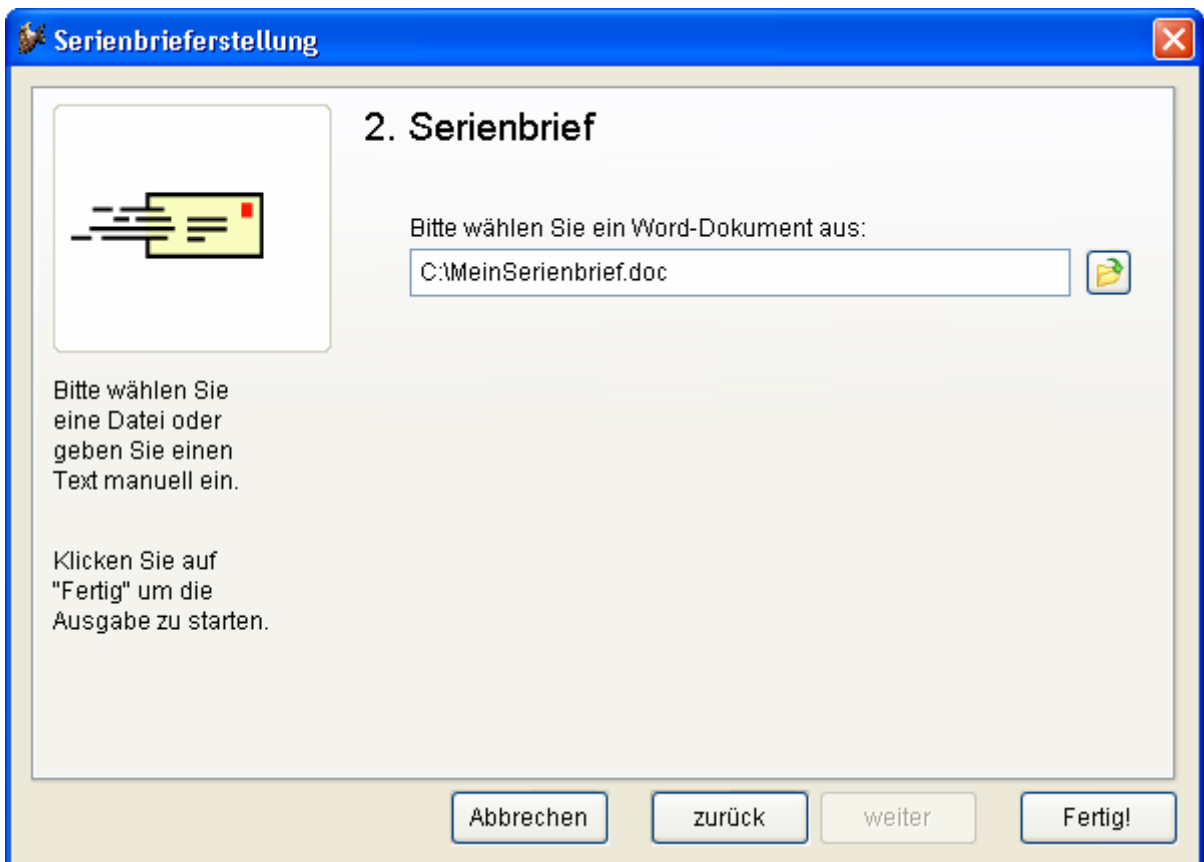 Serienbrieferstellung
2. Serienbrief
Bitte wählen Sie ein Word-Dokument aus:
C:\MeinSerienbrief.doc
Bitte wählen Sie
eine Datei oder
geben Sie einen
Text manuell ein.
Klicken Sie auf
"Fertig" um die
Ausgabe zu starten.
Abbrechen
zurück
weiter
Fertig!